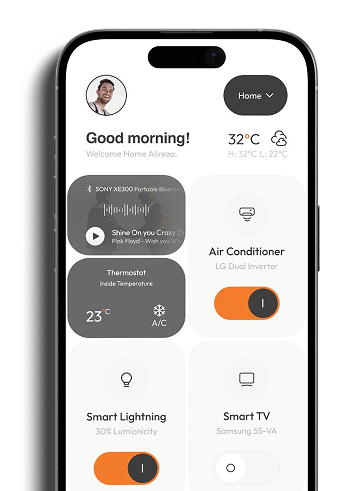 Home
Good morning!
Welcome Home Alireza.
32°C
H: 32°C L: 22°C
SONY XE300 Portable Bluetoo
Shine On you Crazy D
Pink Floyd - Wish you Wh
Air Conditioner
LG Dual Inverter
Thermostat
Inside Temperature
23°C
A/C
Smart Lightning
30% Lumionicity
Smart TV
Samsung 55-VA